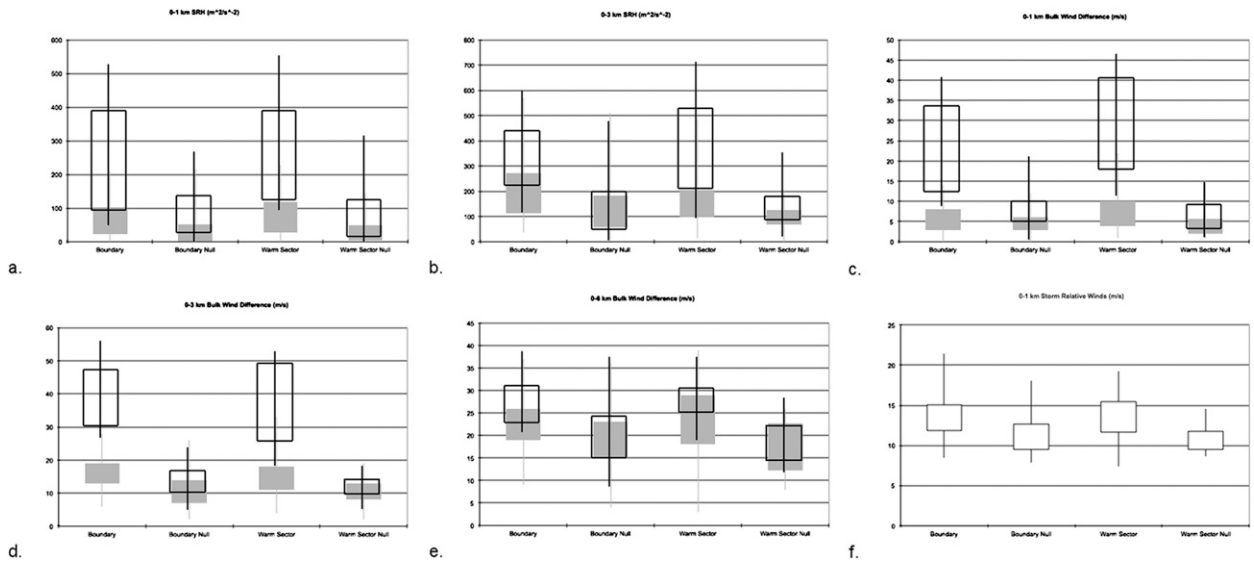 0-1 km SRH (m^2/s^-2)
600
500
400
300
200
100
0
Boundary Boundary Null Warm Sector Warm Sector Null
a.
0-3 km SRH (m^2/s^-2)
800
700
600
500
400
300
200
100
0
Boundary Boundary Null Warm Sector Warm Sector Null
b.
0-1 km Bulk Wind Difference (m/s)
50
45
40
35
30
25
20
15
10
5
0
Boundary Boundary Null Warm Sector Warm Sector Null
c.
0-3 km Bulk Wind Difference (m/s)
60
50
40
30
20
10
0
Boundary Boundary Null Warm Sector Warm Sector Null
d.
0-6 km Bulk Wind Difference (m/s)
45
40
35
30
25
20
15
10
5
0
Boundary Boundary Null Warm Sector Warm Sector Null
e.
0-1 km Storm Relative Winds (m/s)
25
20
15
10
5
0
Boundary Boundary Null Warm Sector Warm Sector Null
f.